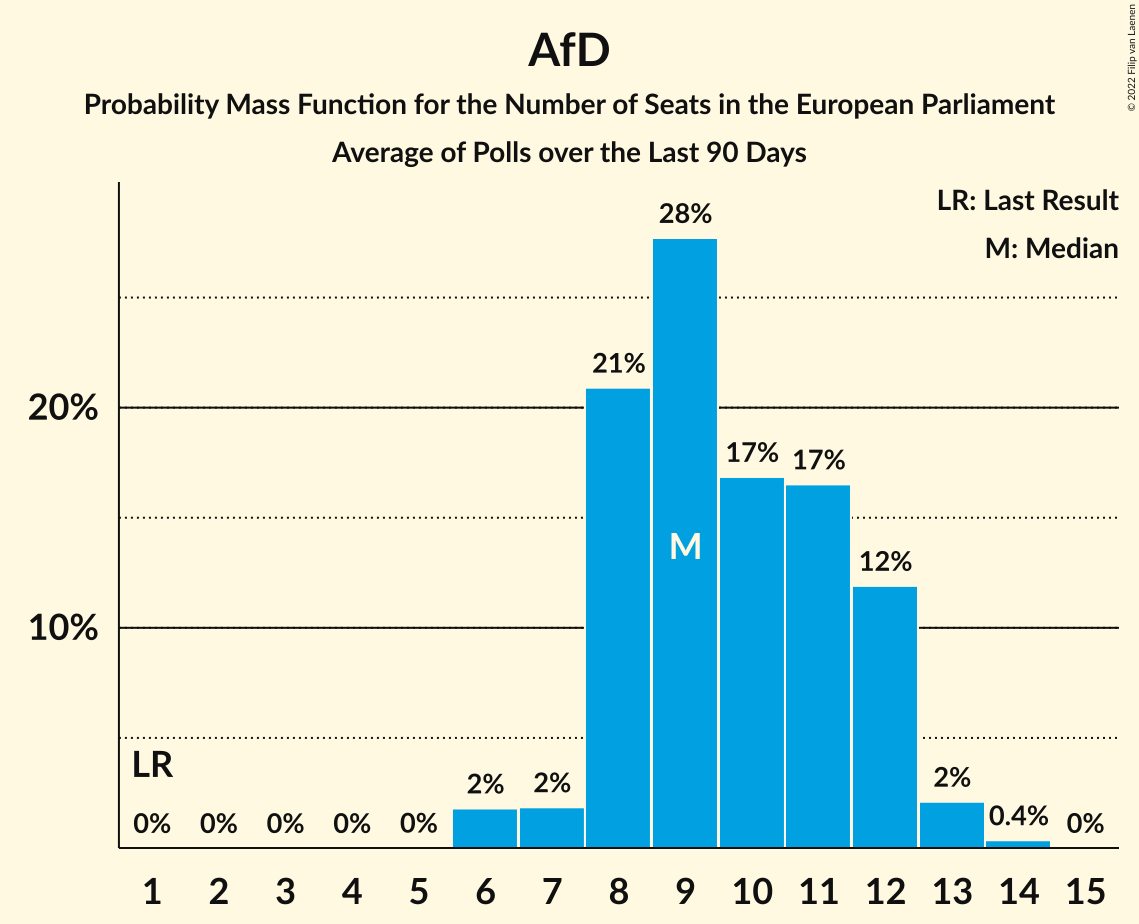 AfD
Probability Mass Function for the Number of Seats in the European Parliament
Average of Polls over the Last 90 Days
© 2022 Filip van Laenen
LR: Last Result
M: Median
28%
21%
20%
17%
17%
M
12%
10%
LR
0%
0%
0%
0%
0%
2%
2%
2%
0.4%
0%
1 2 3 4 5 6 7 8 9 10 11 12 13 14 15